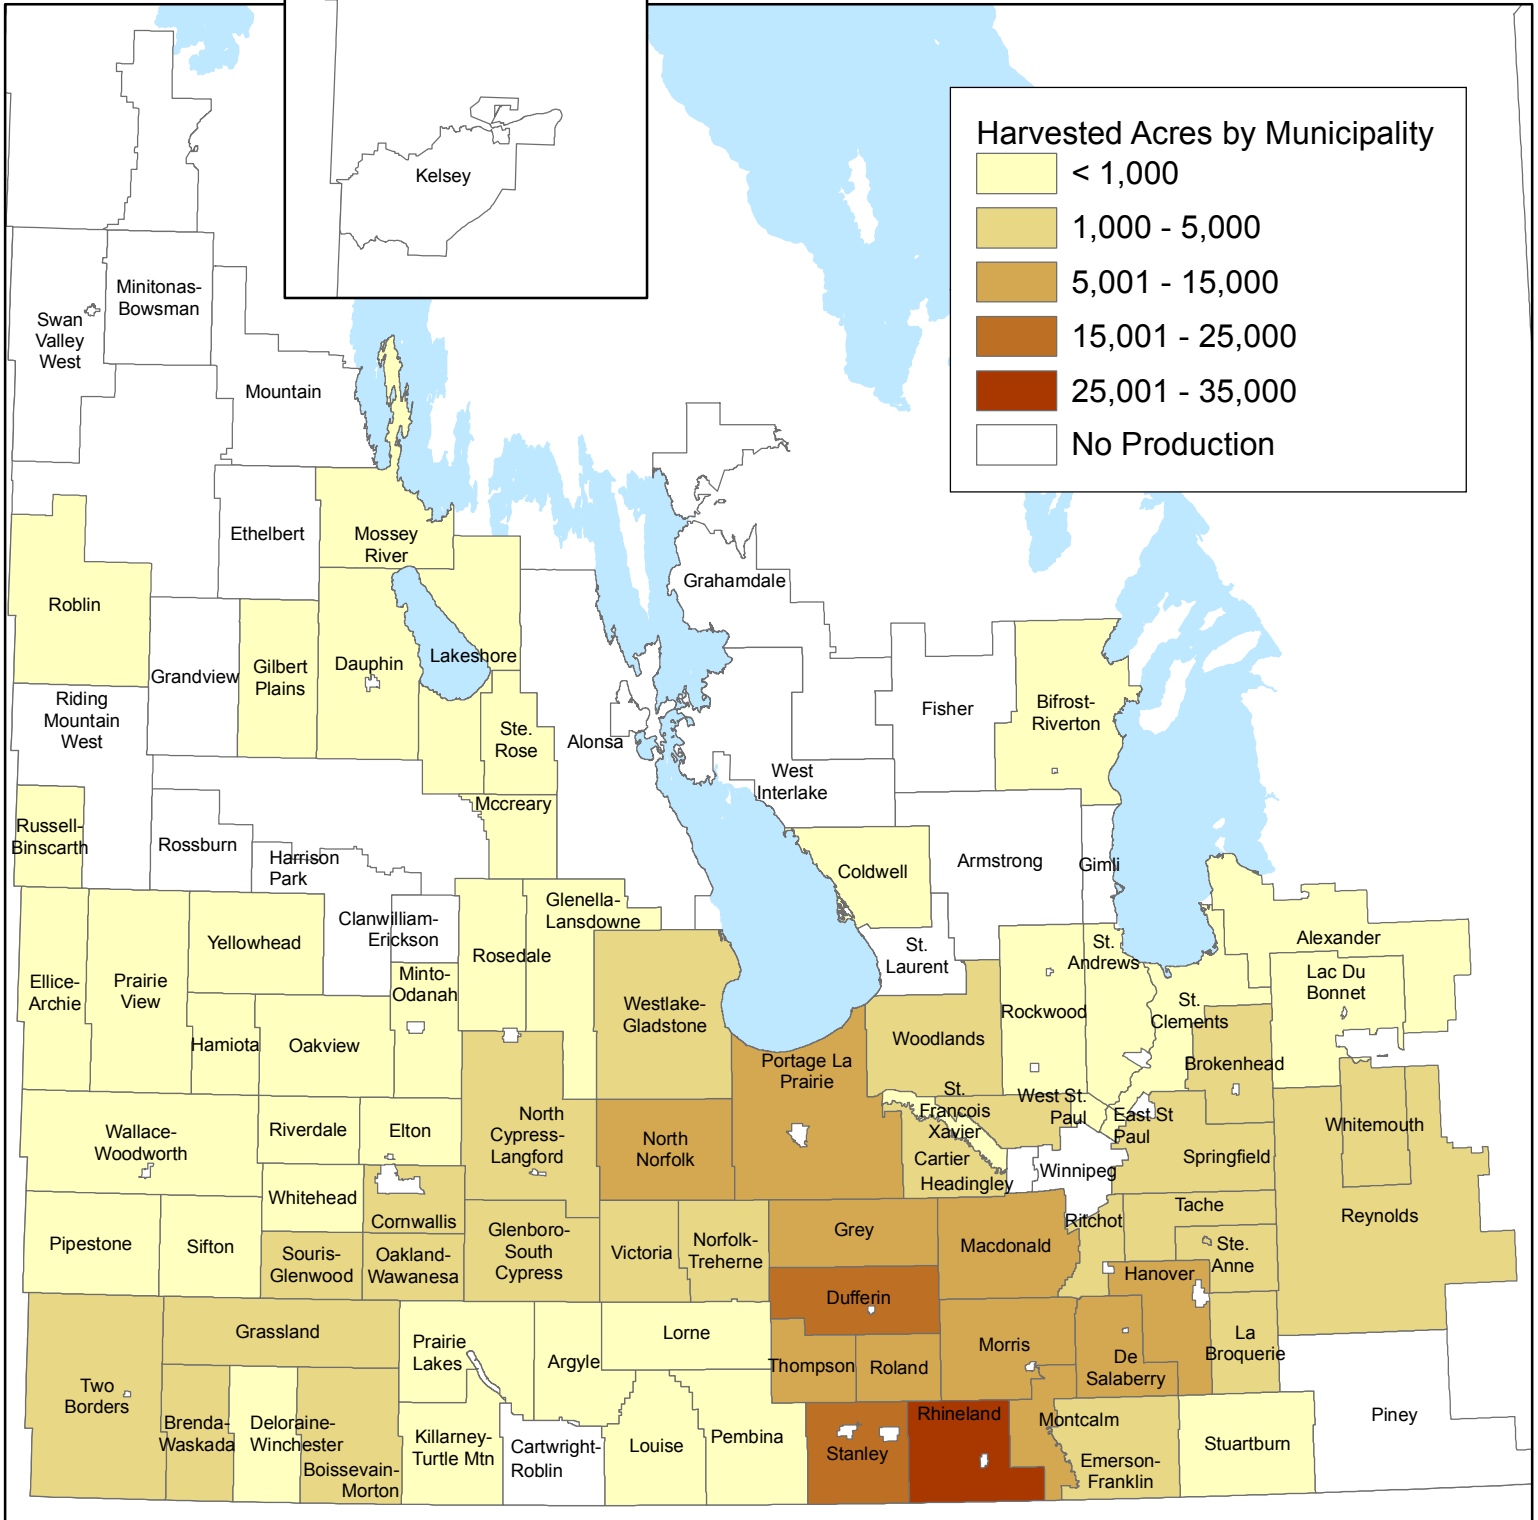 Kelsey
Harvested Acres by Municipality
< 1,000
1,000 - 5,000
5,001 - 15,000
15,001 - 25,000
25,001 - 35,000
No Production
Swan
Valley
West
Minitonas-
Bowsman
Mountain
Ethelbert
Mossey
River
Roblin
Grandview
Gilbert
Plains
Dauphin
Lakeshore
Ste.
Rose
Alonsa
Grahamdale
Fisher
Bifrost-
Riverton
Riding
Mountain
West
West
Interlake
Mccreary
Russell-
Binscarth
Rossburn
Harrison
Park
Coldwell
Armstrong
Gimli
Clanwilliam-
Erickson
Glenella-
Lansdowne
Yellowhead
Rosedale
St.
Laurent
St.
Andrews
Alexander
Lac Du
Bonnet
Ellice-
Archie
Prairie
View
Minto-
Odanah
Westlake-
Gladstone
Rockwood
St.
Clements
Hamiota
Oakview
Woodlands
Brokenhead
Portage La
Prairie
St.
Francois
Xavier
West St.
Paul
East St
Paul
Whitemouth
Wallace-
Woodworth
Riverdale
Elton
North
Cypress-
Langford
North
Norfolk
Cartier
Headingley
Winnipeg
Springfield
Whitehead
Cornwallis
Ritchot
Tache
Reynolds
Pipestone
Sifton
Souris-
Glenwood
Oakland-
Wawanesa
Glenboro-
South
Cypress
Victoria
Norfolk-
Treherne
Grey
Macdonald
Ste.
Anne
Hanover
Dufferin
Grassland
Prairie
Lakes
Argyle
Lorne
Thompson
Roland
Morris
De
Salaberry
La
Broquerie
Two
Borders
Brenda-
Waskada
Deloraine-
Winchester
Boissevain-
Morton
Killarney-
Turtle Mtn
Cartwright-
Roblin
Louise
Pembina
Stanley
Rhineland
Montcalm
Emerson-
Franklin
Stuartburn
Piney